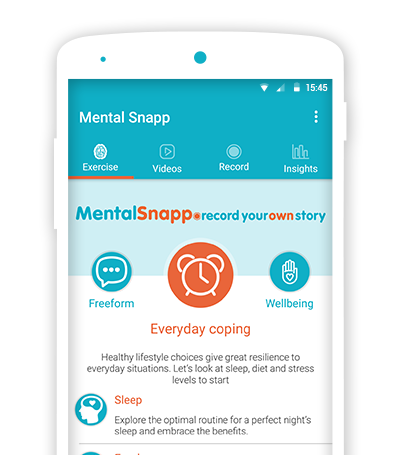 15:45
Mental Snapp
Exercise
Videos
Record
Insights
MentalSnapp record your own story
Freeform
Wellbeing
Everyday coping
Healthy lifestyle choices give great resilience to
everyday situations. Let's look at sleep, diet and stress
levels to start
Sleep
Explore the optimal routine for a perfect night's
sleep and embrace the benefits.